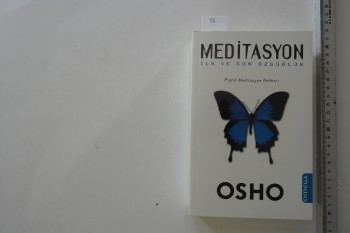 MEDİTASYON
İLK VE SON ÖZGÜRLÜK
Pratik Meditasyon Rehberi
OSHO